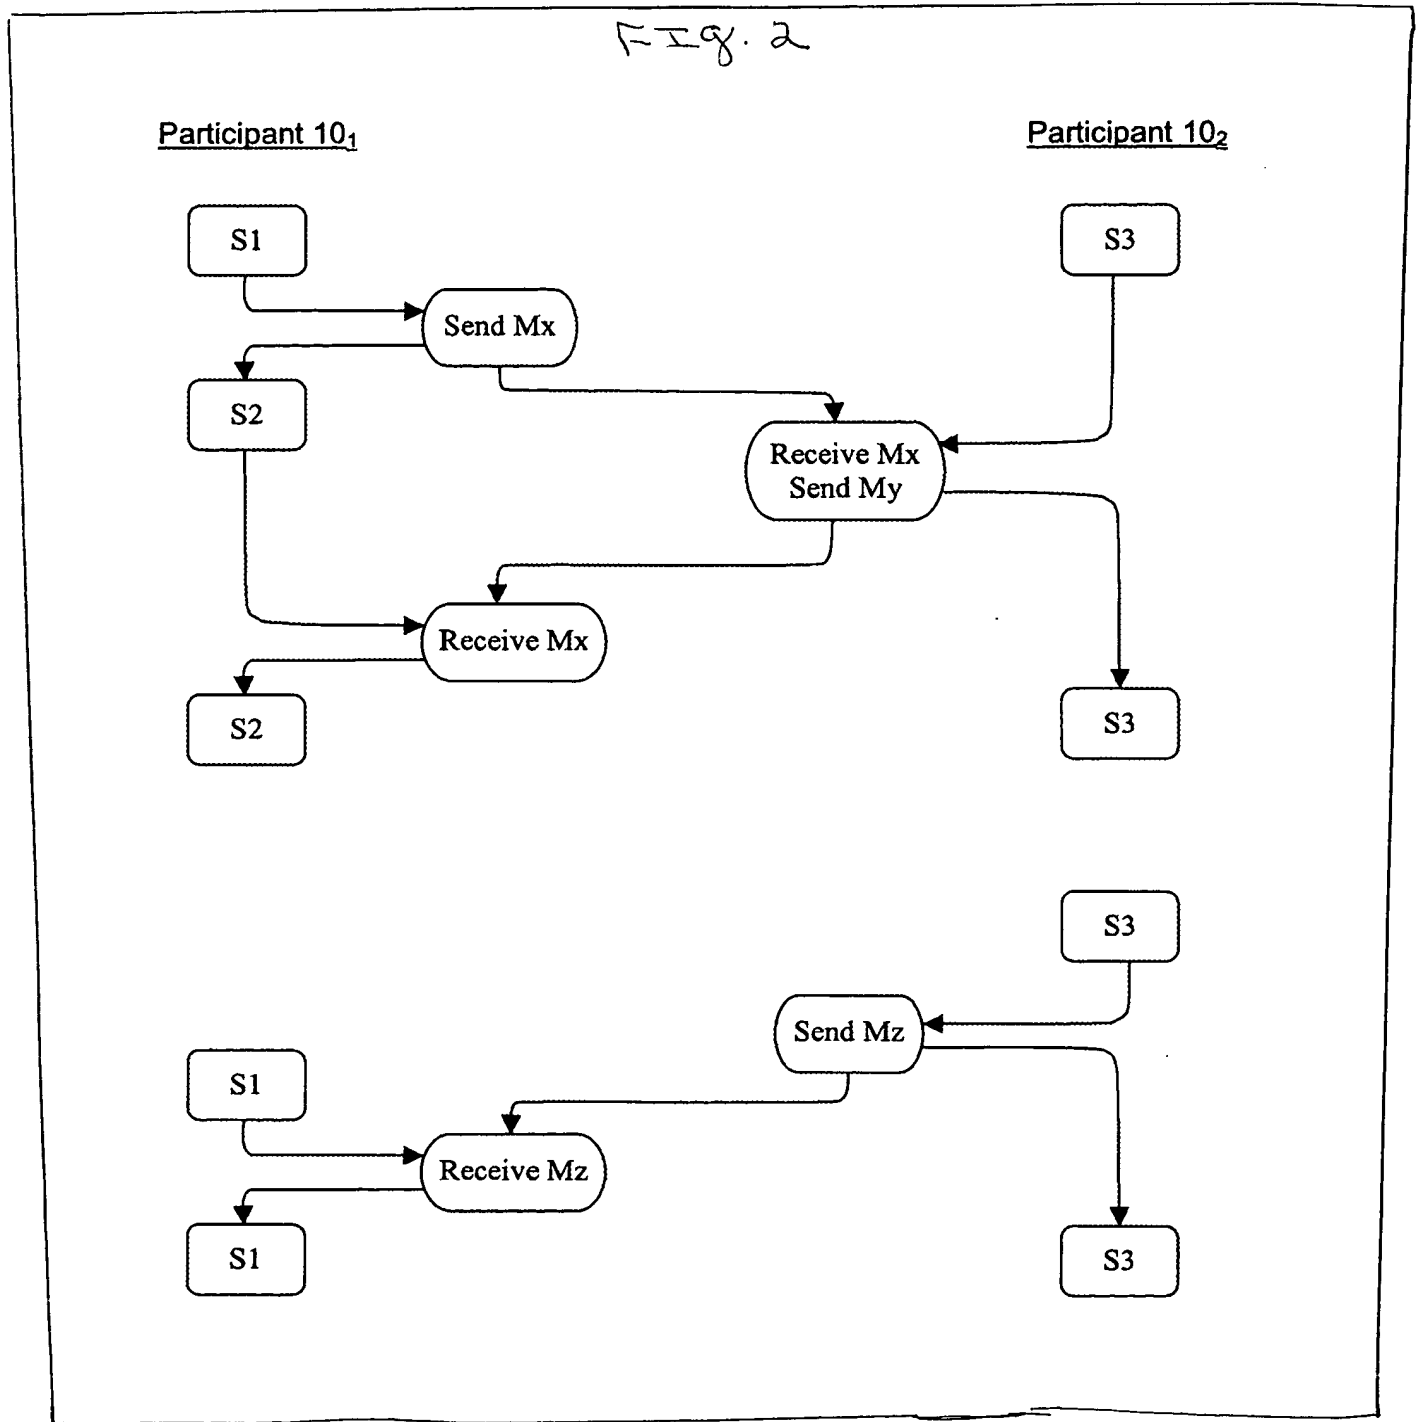 FIg. 2
Participant 10₁
Participant 10₂
S1
S3
Send Mx
S2
Receive Mx
Send My
Receive Mx
S2
S3
S3
Send Mz
S1
Receive Mz
S1
S3